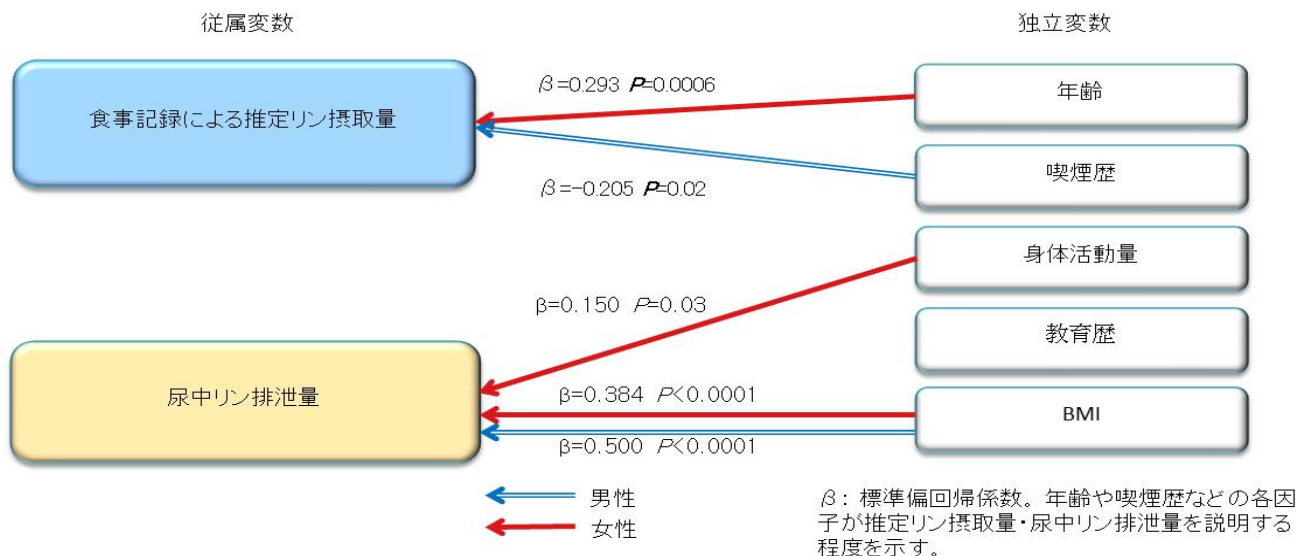 従属変数
独立変数
食事記録による推定リン摂取量
β=0.293 P=0.0006
年齢
喫煙歴
β=-0.205 P=0.02
身体活動量
β=0.150 P=0.03
教育歴
尿中リン排泄量
β=0.384 P<0.0001
BMI
β=0.500 P<0.0001
男性
女性
β: 標準偏回帰係数。年齢や喫煙歴などの各因
子が推定リン摂取量・尿中リン排泄量を説明する
程度を示す。